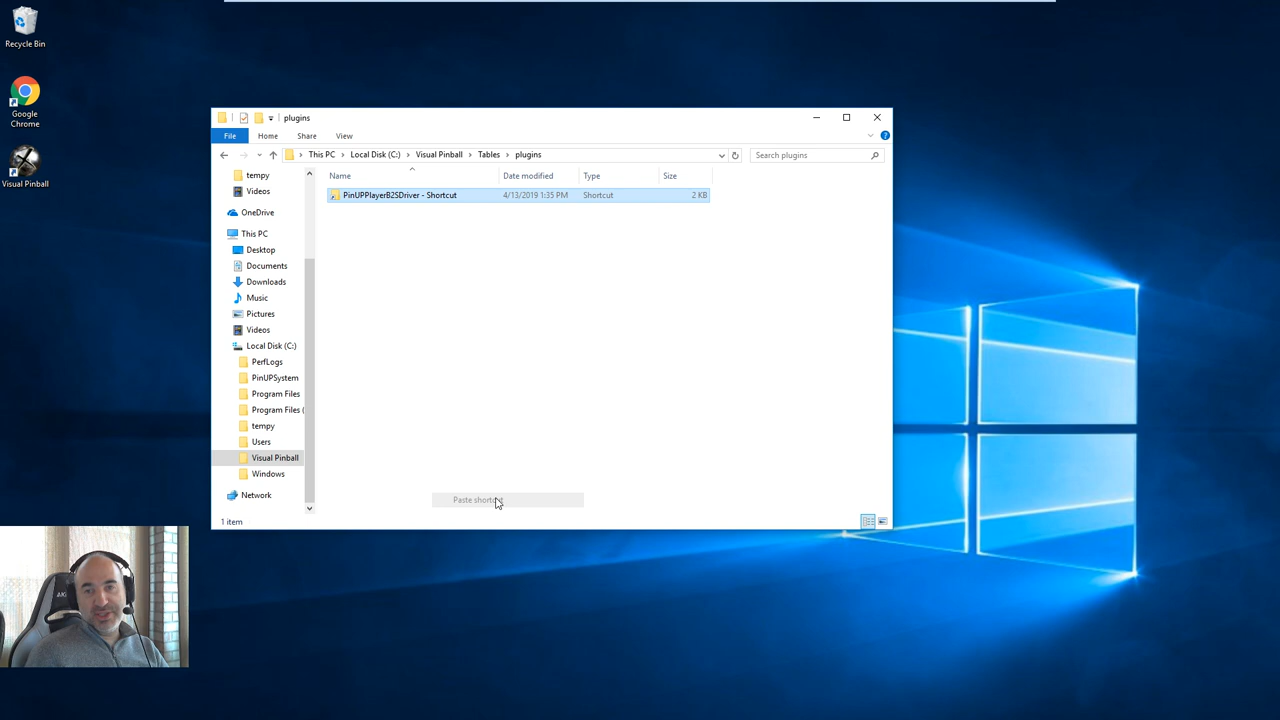 Recycle Bin
Google
Chrome
Visual Pinball
plugins
File Home Share View
This PC Local Disk (C:) Visual Pinball Tables plugins
Search plugins
Name Date modified Type Size
PinUPPlayerB2SDriver - Shortcut 4/13/2019 1:35 PM Shortcut 2 KB
tempy
Videos
OneDrive
This PC
Desktop
Documents
Downloads
Music
Pictures
Videos
Local Disk (C:)
PerfLogs
PinUPSystem
Program Files
Program Files (
tempy
Users
Visual Pinball
Windows
Network
Paste shortcut
1 item